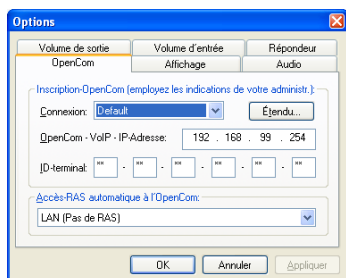 Options
Volume de sortie Volume d'entrée Répondeur
OpenCom Affichage Audio
Inscription-OpenCom (employez les indications de votre administr.):
Connexion: Default Étendu...
OpenCom - VoIP - IP-Adresse: 192 . 168 . 99 . 254
ID-terminal: ** - ** - ** - ** - ** - **
Accès-RAS automatique à l'OpenCom:
LAN (Pas de RAS)
OK Annuler Appliquer